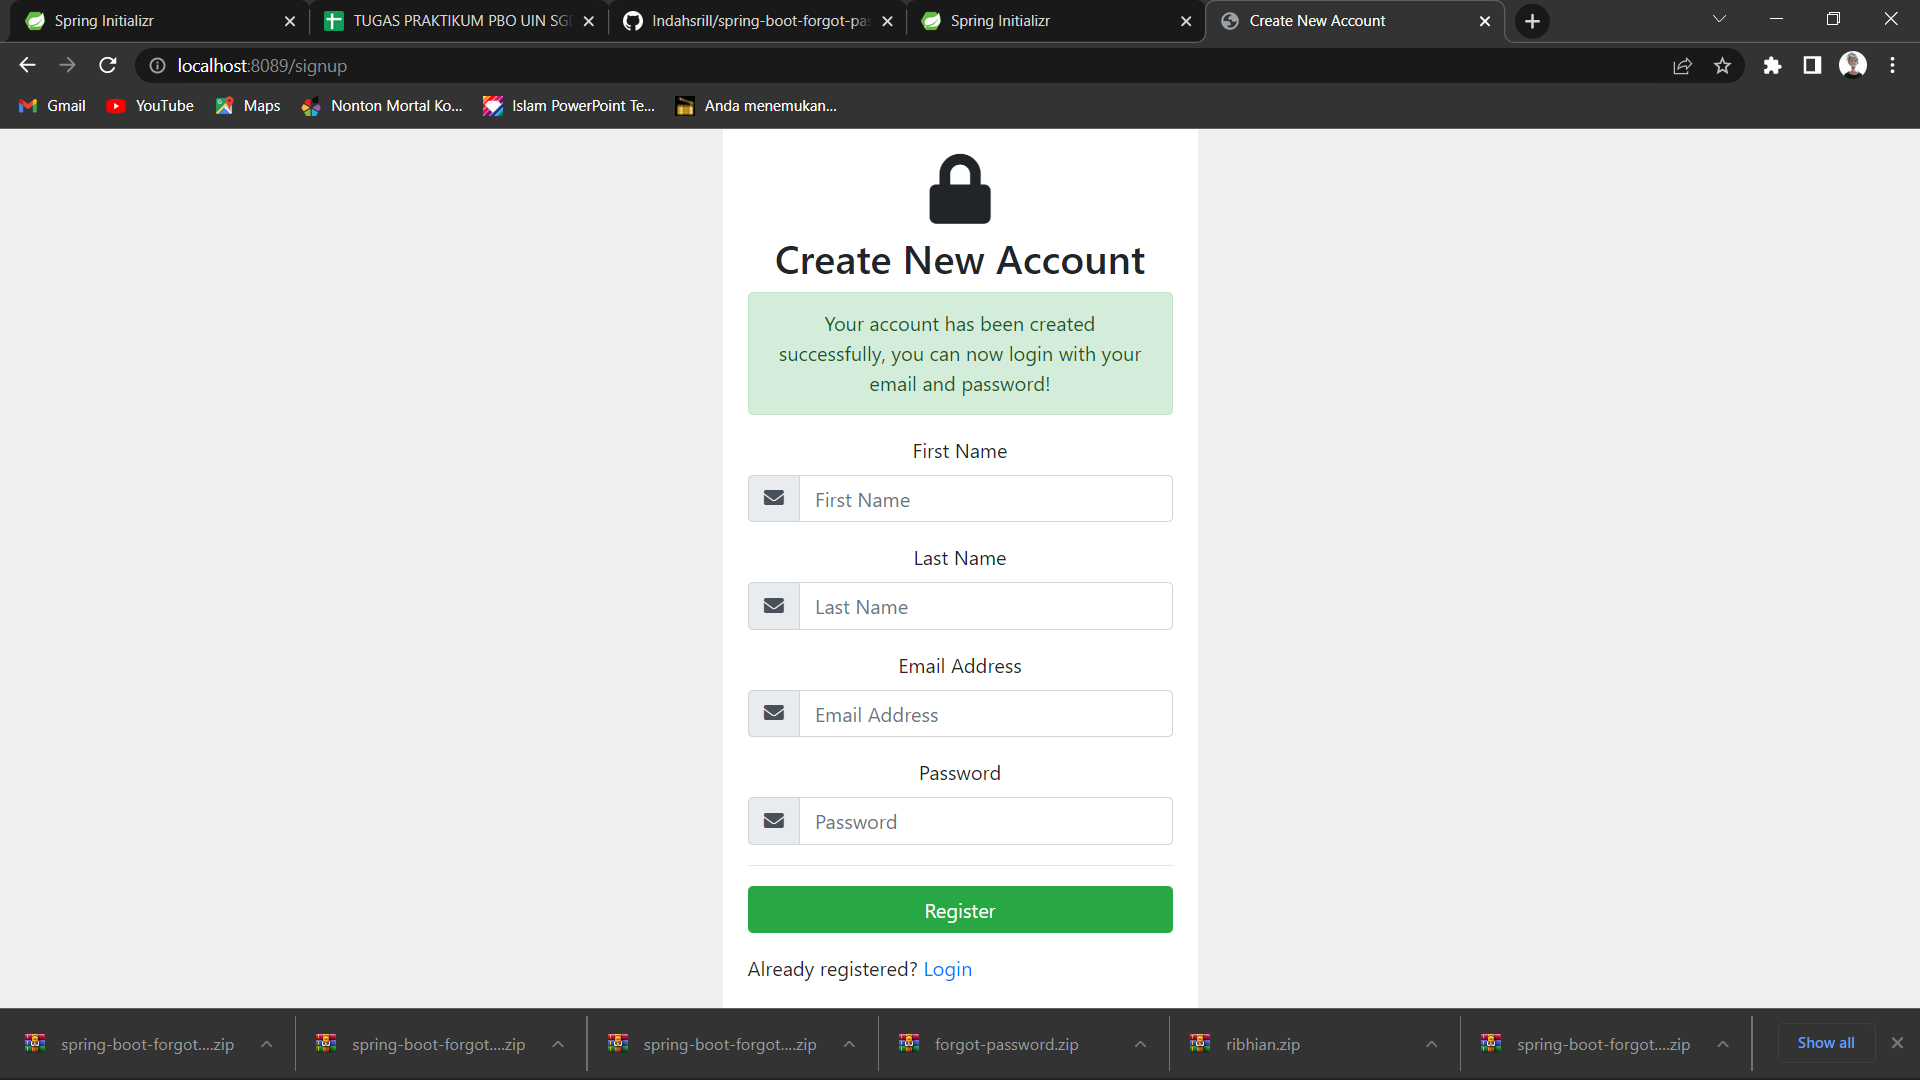 Spring Initializr
TUGAS PRAKTIKUM PBO UIN SG
Indahsrill/spring-boot-forgot-pa
Spring Initializr
Create New Account
localhost:8089/signup
Gmail
YouTube
Maps
Nonton Mortal Ko...
Islam PowerPoint Te...
Anda menemukan...
Create New Account
Your account has been created
successfully, you can now login with your
email and password!
First Name
First Name
Last Name
Last Name
Email Address
Email Address
Password
Password
Register
Already registered? Login
spring-boot-forgot....zip
spring-boot-forgot....zip
spring-boot-forgot....zip
forgot-password.zip
ribhian.zip
spring-boot-forgot....zip
Show all